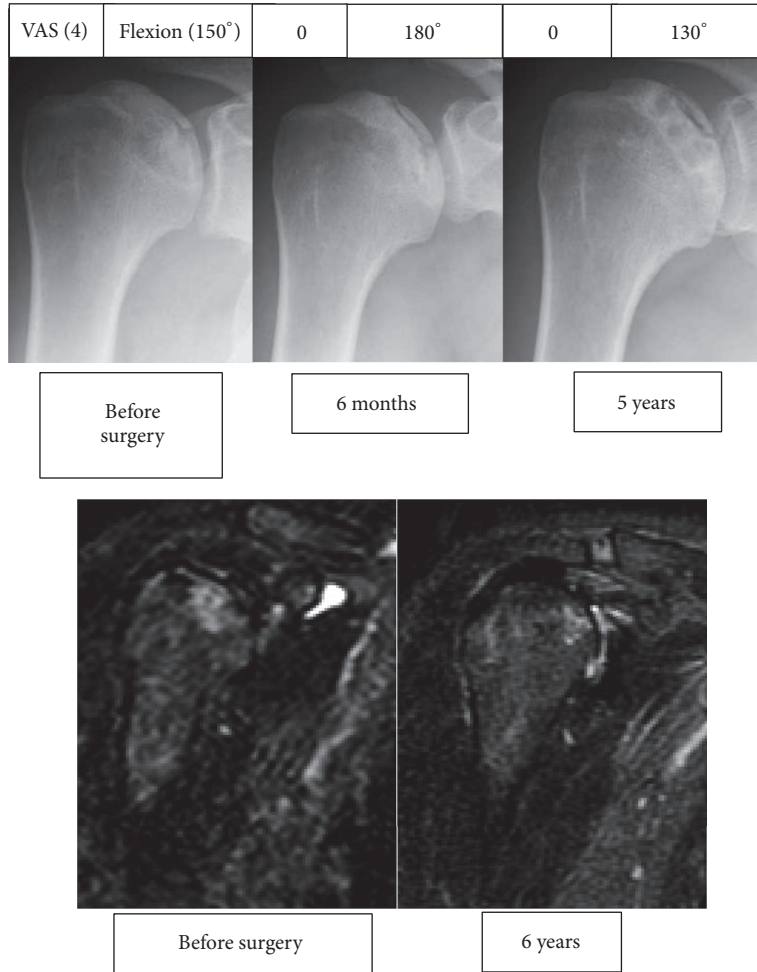 VAS (4) Flexion (150°) 0 180° 0 130°
Before
surgery
6 months
5 years
Before surgery
6 years